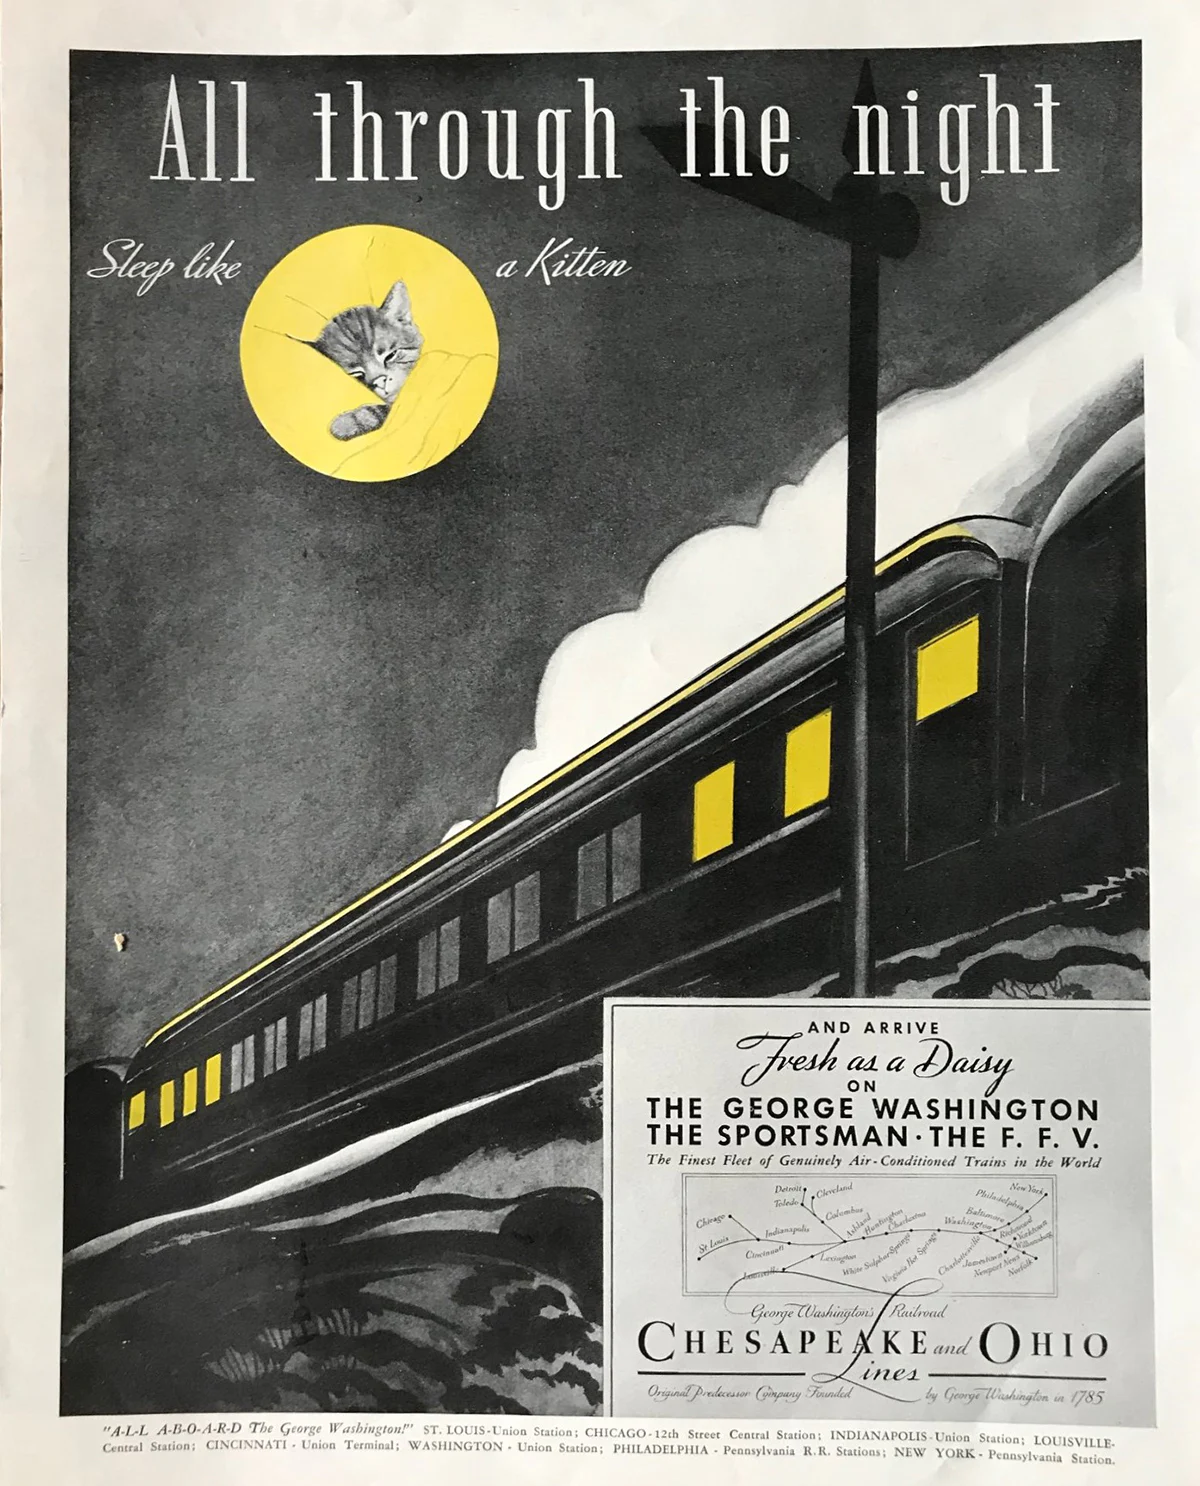 All through the night
Sleep like a Kitten
AND ARRIVE
Fresh as a Daisy
ON
THE GEORGE WASHINGTON
THE SPORTSMAN · THE F. F. V.
The Finest Fleet of Genuinely Air-Conditioned Trains in the World
Detroit
Cleveland
Toledo
New York
Philadelphia
Chicago
Columbus
Ashland
Huntington
Charleston
Baltimore
Washington
Richmond
Yorktown
Williamsburg
St Louis
Indianapolis
Cincinnati
Lexington
Louisville
White Sulphur Springs
Virginia Hot Springs
Charlottesville
Jamestown
Newport News
Norfolk
George Washington's Railroad
CHESAPEAKE and OHIO
Lines
Original Predecessor Company Founded by George Washington in 1785
"A-L-L A-B-O-A-R-D The George Washington!" ST. LOUIS-Union Station; CHICAGO-12th Street Central Station; INDIANAPOLIS-Union Station; LOUISVILLE-
Central Station; CINCINNATI - Union Terminal; WASHINGTON - Union Station; PHILADELPHIA - Pennsylvania R.R. Stations; NEW YORK - Pennsylvania Station.